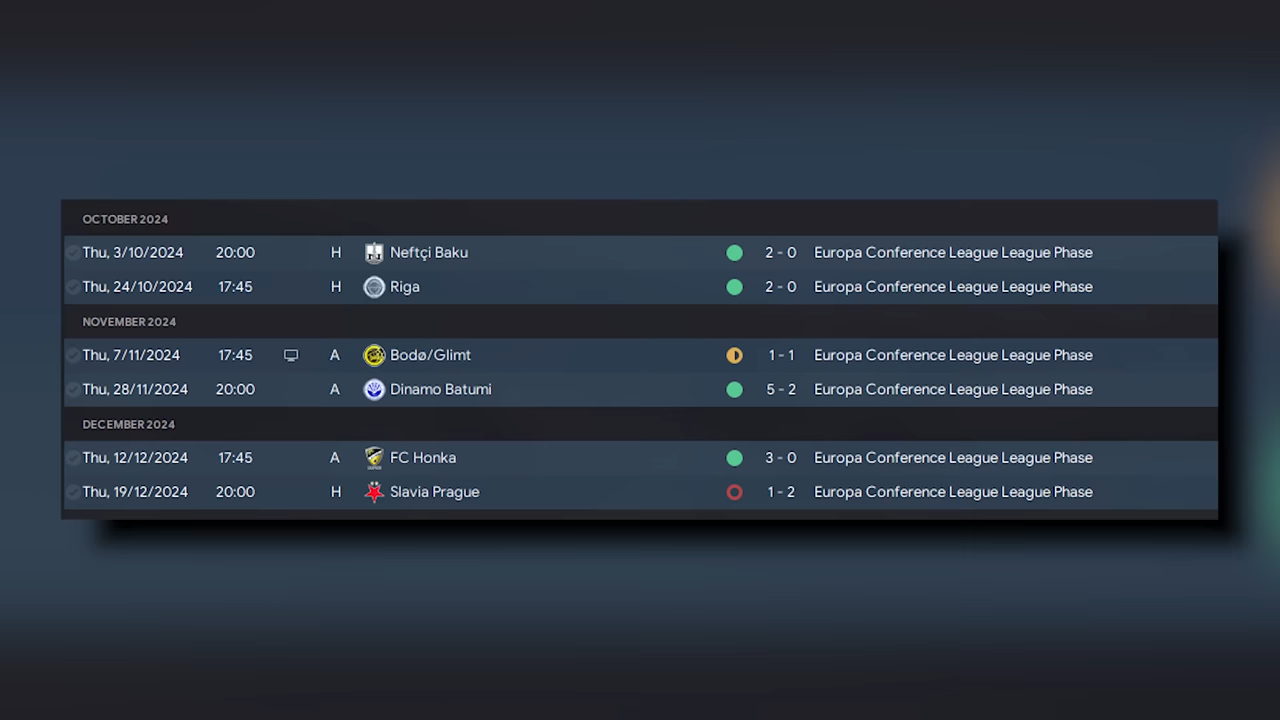 OCTOBER 2024
Thu, 3/10/2024 20:00 H Neftçi Baku 2 - 0 Europa Conference League League Phase
Thu, 24/10/2024 17:45 H Riga 2 - 0 Europa Conference League League Phase
NOVEMBER 2024
Thu, 7/11/2024 17:45 A Bodø/Glimt 1 - 1 Europa Conference League League Phase
Thu, 28/11/2024 20:00 A Dinamo Batumi 5 - 2 Europa Conference League League Phase
DECEMBER 2024
Thu, 12/12/2024 17:45 A FC Honka 3 - 0 Europa Conference League League Phase
Thu, 19/12/2024 20:00 H Slavia Prague 1 - 2 Europa Conference League League Phase